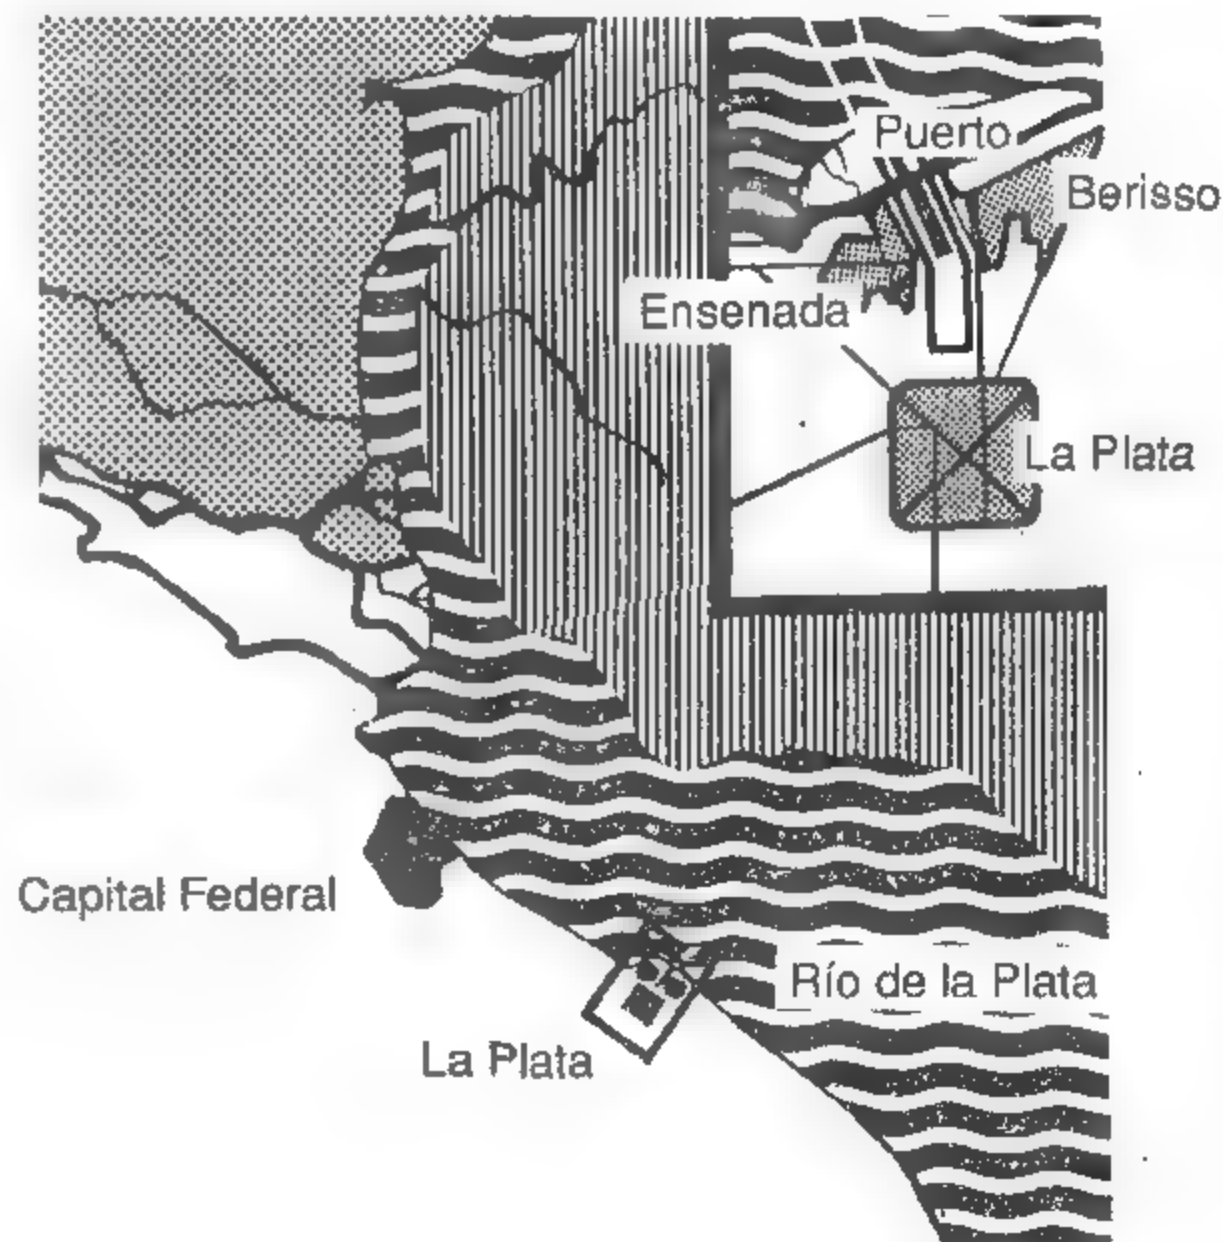 Puerto
Berisso
Ensenada
La Plata
Capital Federal
Río de la Plata
La Plata